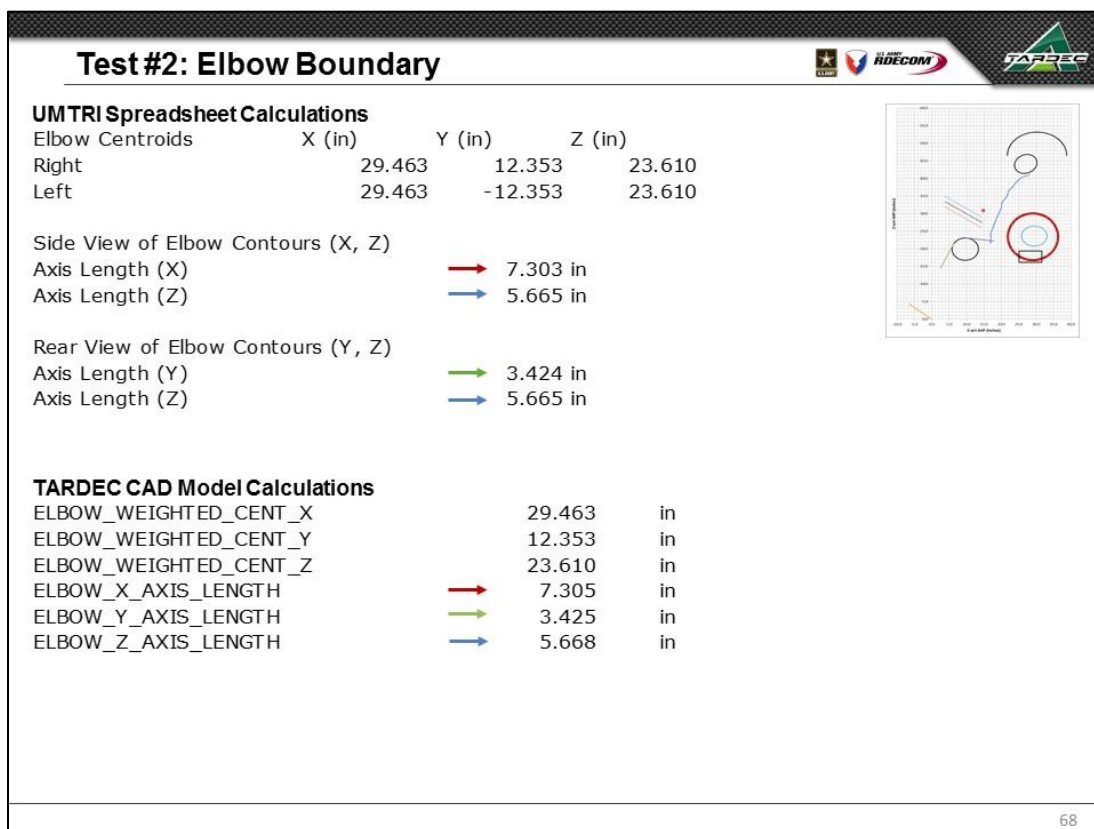 Test #2: Elbow Boundary
U.S. ARMY
U.S. ARMY RDECOM
TARDEC
UMTRI Spreadsheet Calculations
Elbow Centroids X (in) Y (in) Z (in)
Right 29.463 12.353 23.610
Left 29.463 -12.353 23.610
Side View of Elbow Contours (X, Z)
Axis Length (X) 7.303 in
Axis Length (Z) 5.665 in
Rear View of Elbow Contours (Y, Z)
Axis Length (Y) 3.424 in
Axis Length (Z) 5.665 in
TARDEC CAD Model Calculations
ELBOW_WEIGHTED_CENT_X 29.463 in
ELBOW_WEIGHTED_CENT_Y 12.353 in
ELBOW_WEIGHTED_CENT_Z 23.610 in
ELBOW_X_AXIS_LENGTH 7.305 in
ELBOW_Y_AXIS_LENGTH 3.425 in
ELBOW_Z_AXIS_LENGTH 5.668 in
68